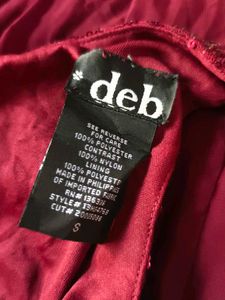 * deb
SEE REVERSE
FOR CARE
100% POLYESTER
CONTRAST
100% NYLON
LINING
100% POLYESTER
MADE IN PHILIPPINES
OF IMPORTED FABRIC
S